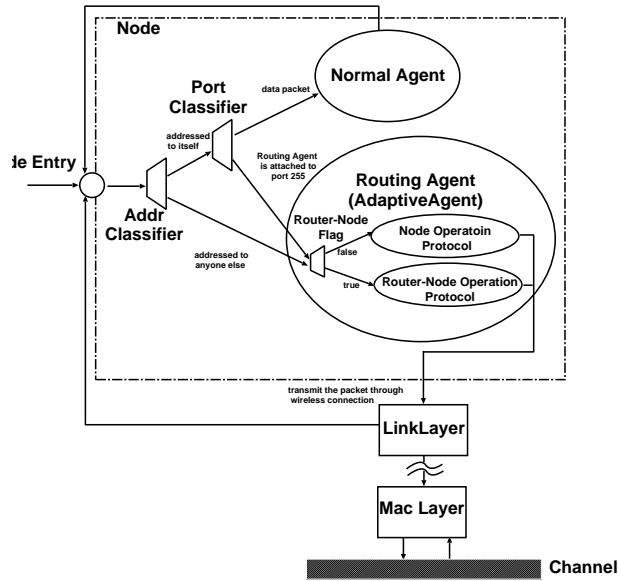 Node
Normal Agent
Port
Classifier
data packet
addressed
to itself
de Entry
Routing Agent
is attached to
port 255
Routing Agent
(AdaptiveAgent)
Router-Node
Flag
Addr
Classifier
false
Node Operatoin
Protocol
addressed to
anyone else
true
Router-Node Operation
Protocol
transmit the packet through
wireless connection
LinkLayer
Mac Layer
Channel